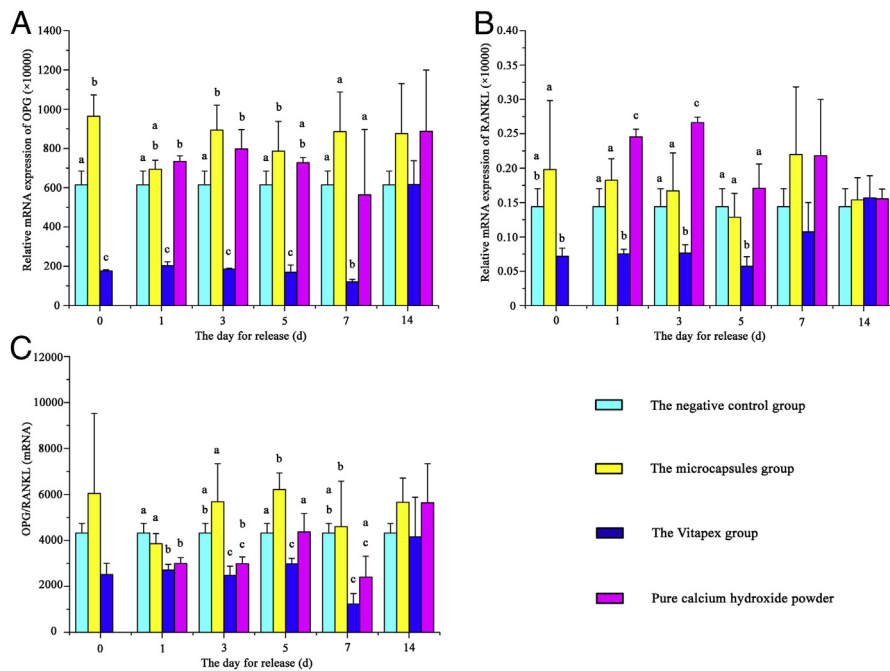 A
Relative mRNA expression of OPG (×10000)
1400
1200
1000
800
600
400
200
0
a b c
a a b b c
a b c b
a b c a b
a a b a
0 1 3 5 7 14
The day for release (d)
B
Relative mRNA expression of RANKL (×10000)
0.40
0.35
0.30
0.25
0.20
0.15
0.10
0.05
0
a b a b
a a b c
a a b c
a a b a
0 1 3 5 7 14
The day for release (d)
C
OPG/RANKL (mRNA)
12000
10000
8000
6000
4000
2000
0
a a b b
a b a c b c
a b c a
a b b c a c
0 1 3 5 7 14
The day for release (d)
The negative control group
The microcapsules group
The Vitapex group
Pure calcium hydroxide powder